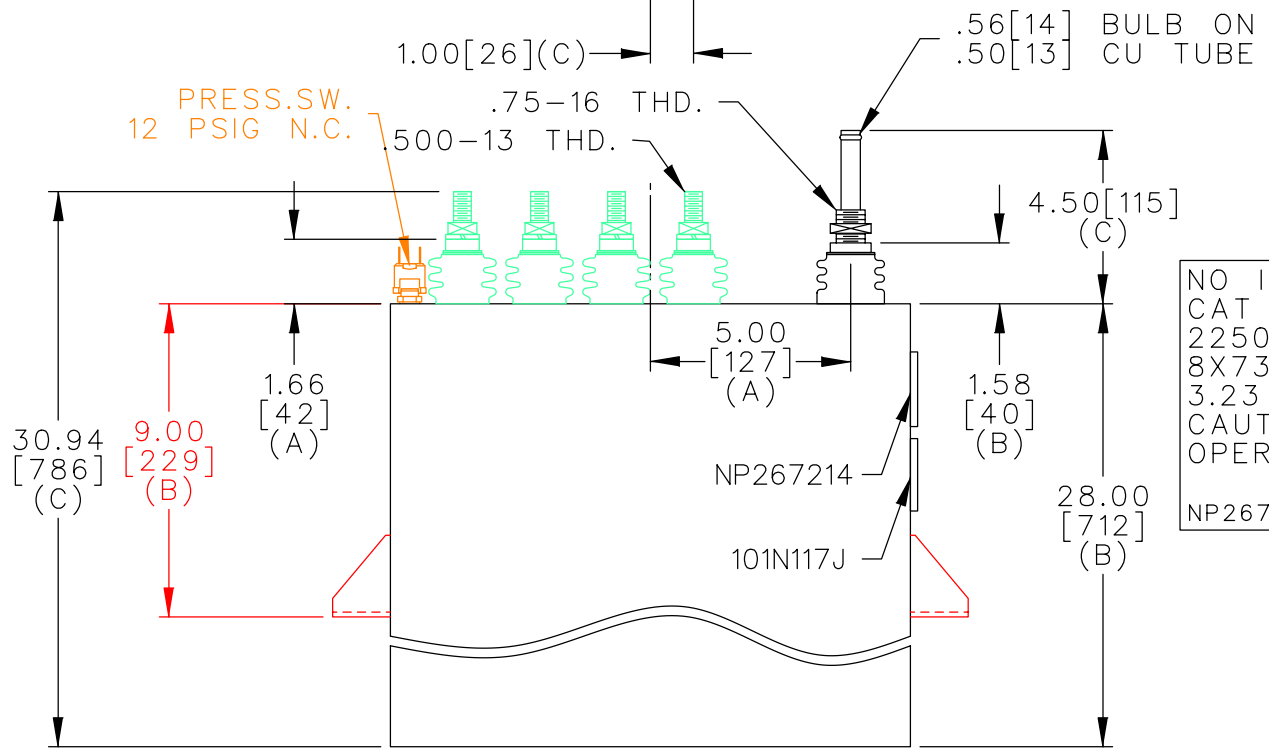 .56[14] BULB ON
.50[13] CU TUBE
1.00[26](C)
PRESS.SW.
12 PSIG N.C.
.75-16 THD.
.500-13 THD.
4.50[115]
(C)
NO I
CAT
2250
8X73
3.23
CAUT
OPER
NP267
5.00
[127]
(A)
1.66
[42]
(A)
1.58
[40]
(B)
30.94
[786]
(C)
9.00
[229]
(B)
NP267214
28.00
[712]
(B)
101N117J